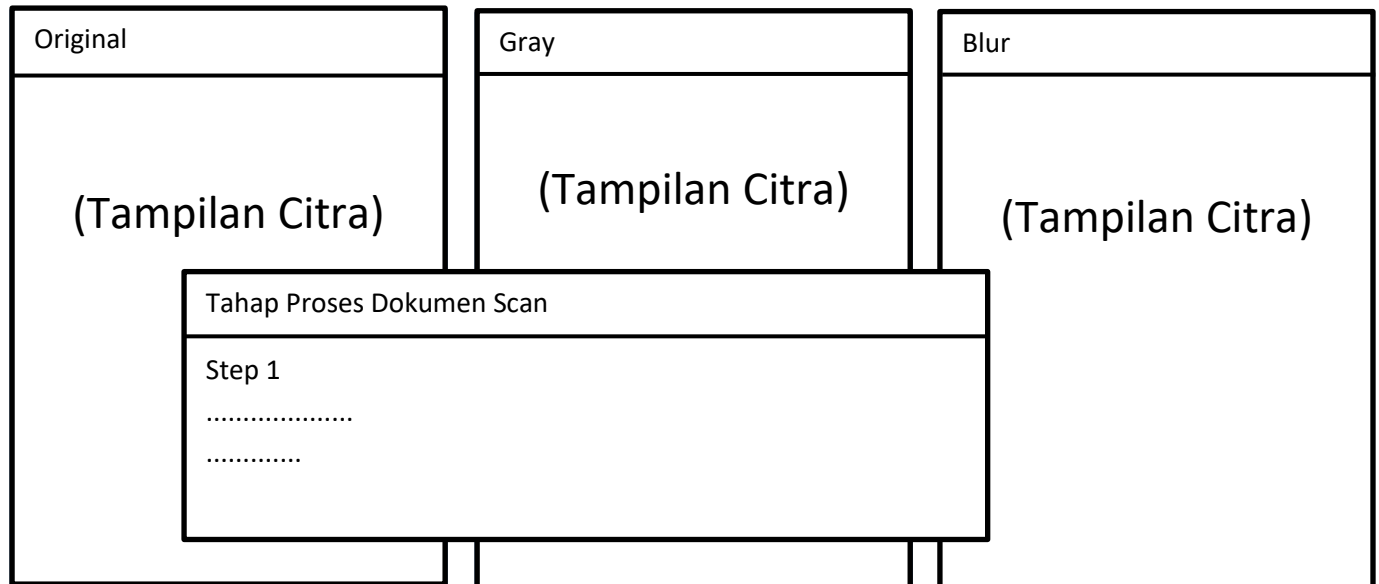 Original
(Tampilan Citra)
Gray
(Tampilan Citra)
Blur
(Tampilan Citra)
Tahap Proses Dokumen Scan
Step 1
....................
.............